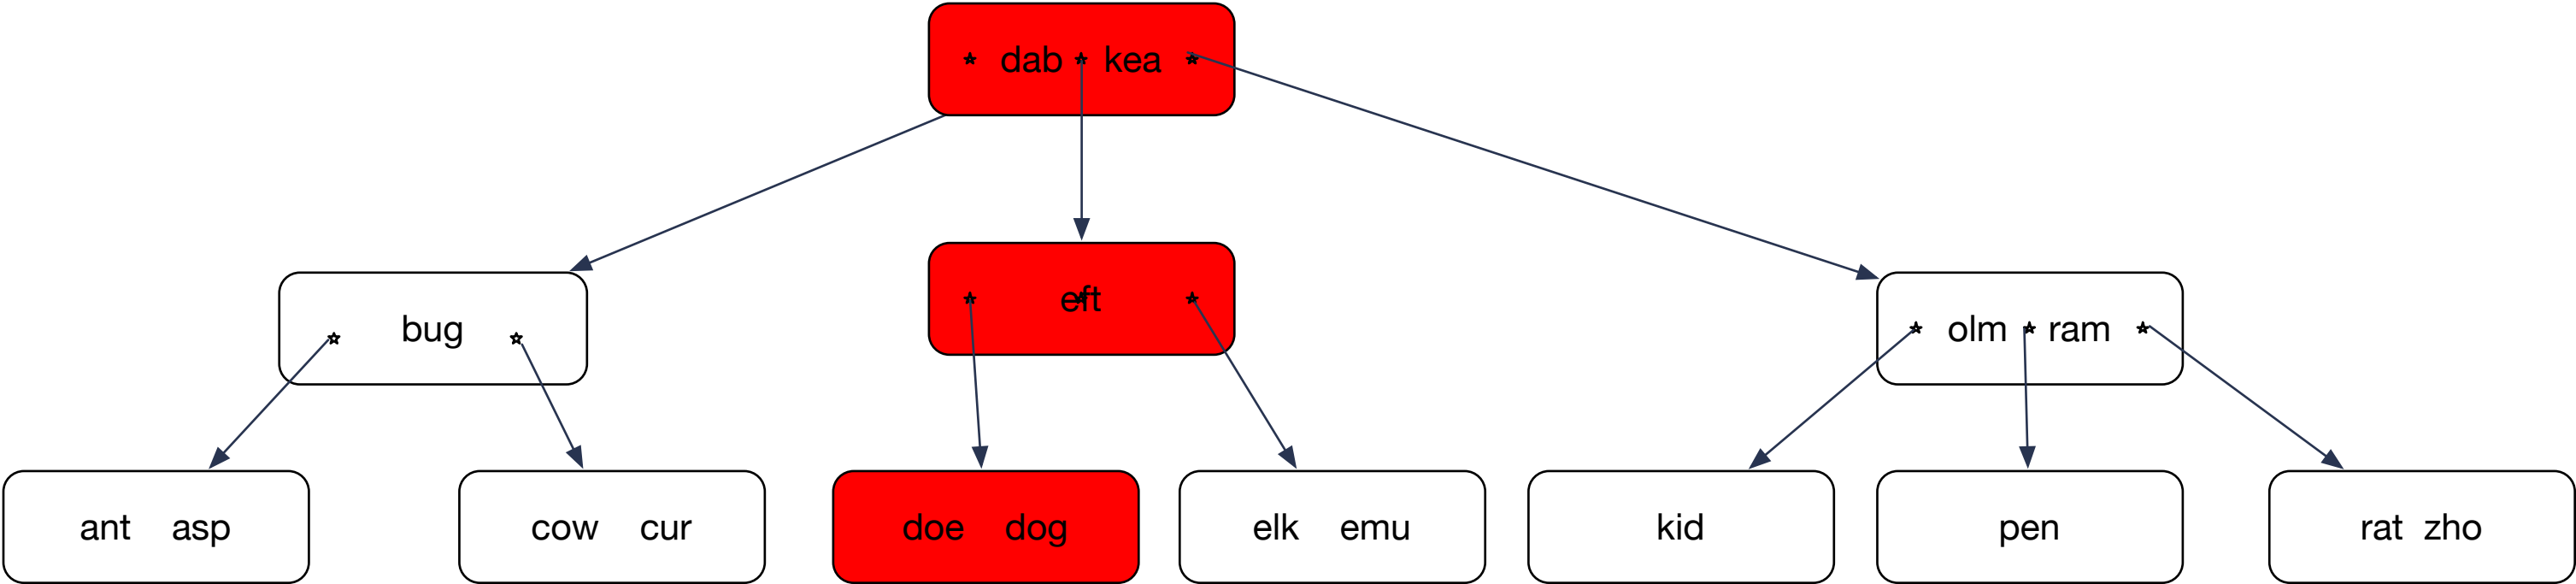 dab kea
bug
eft
olm ram
ant asp
cow cur
doe dog
elk emu
kid
pen
rat zho